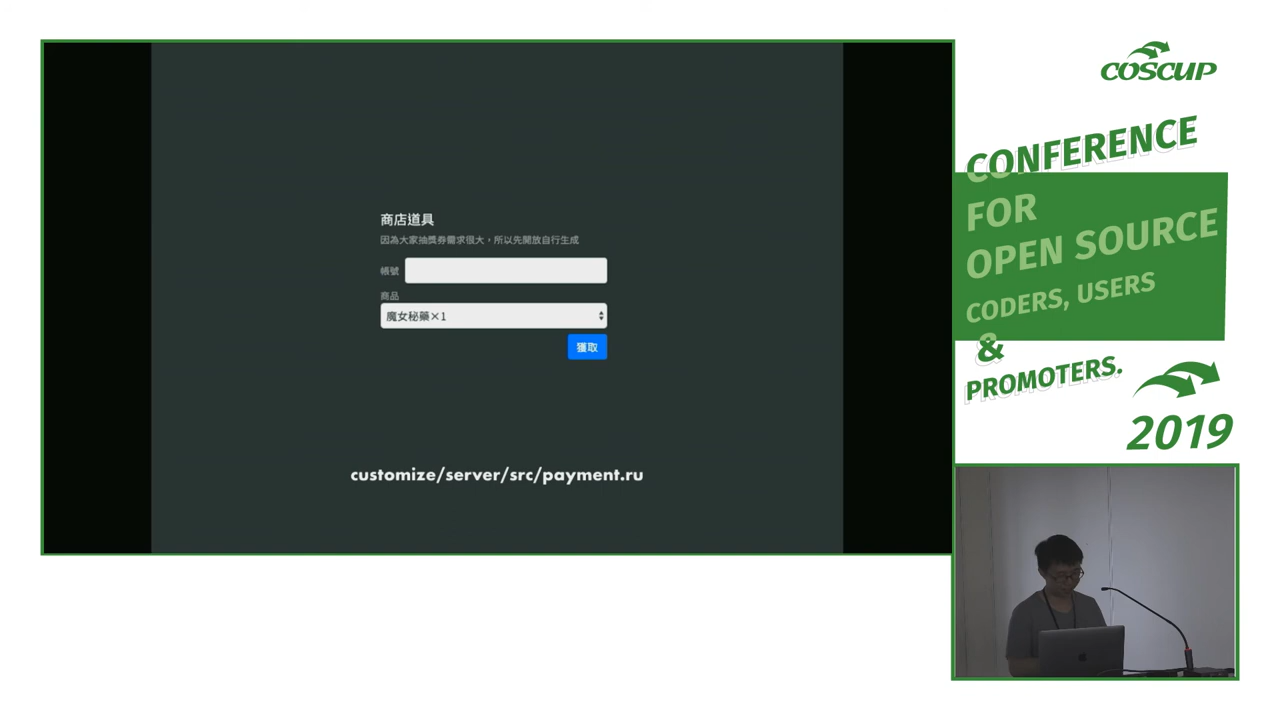 商店道具
因為大家抽獎券需求很大，所以先開放自行生成
帳號
商品
魔女秘藥×1
獲取
customize/server/src/payment.ru
COSCUP
CONFERENCE
FOR
OPEN SOURCE
CODERS, USERS
&
PROMOTERS.
2019